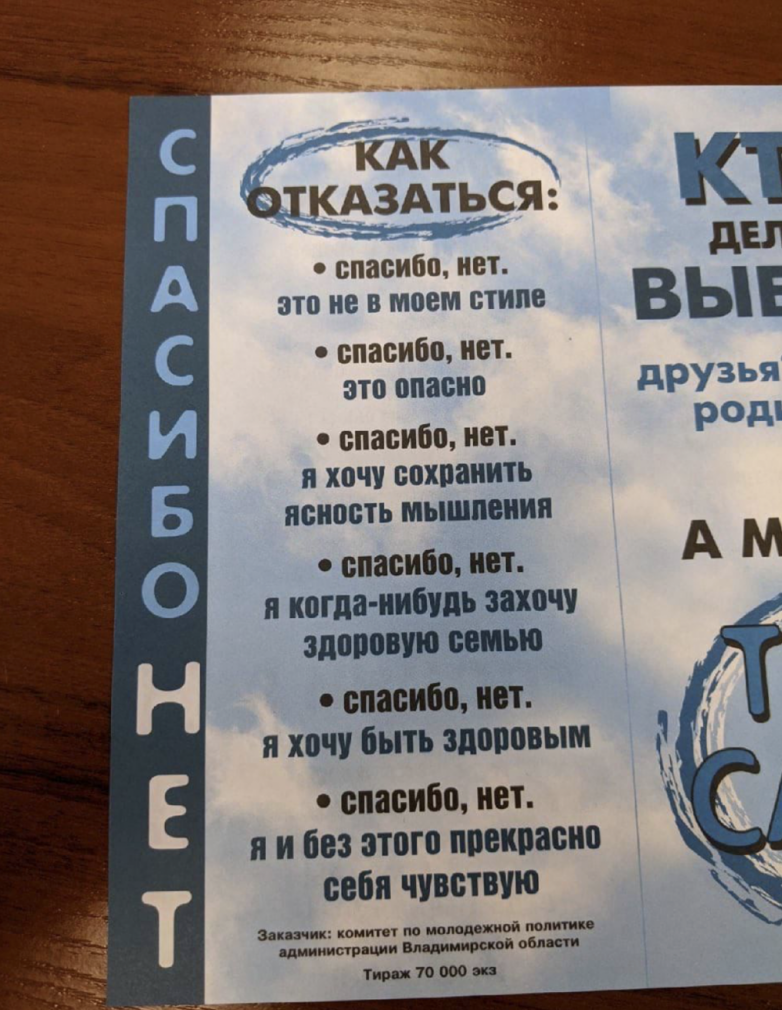 СПАСИБО НЕТ
КАК
ОТКАЗАТЬСЯ:
• спасибо, нет.
это не в моем стиле
• спасибо, нет.
это опасно
• спасибо, нет.
я хочу сохранить
ясность мышления
• спасибо, нет.
я когда-нибудь захочу
здоровую семью
• спасибо, нет.
я хочу быть здоровым
• спасибо, нет.
я и без этого прекрасно
себя чувствую
Заказчик: комитет по молодежной политике
администрации Владимирской области
Тираж 70 000 экз
друзья
А